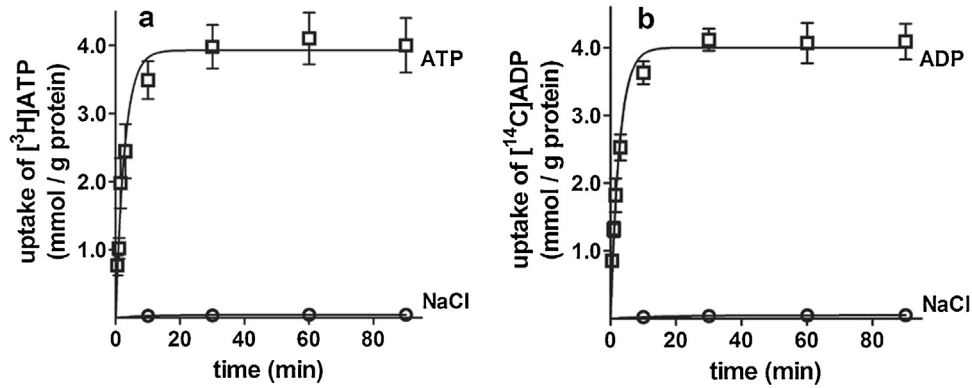 a
4.0
3.0
2.0
1.0
uptake of [³H]ATP
(mmol / g protein)
ATP
NaCl
0 20 40 60 80
time (min)
b
4.0
3.0
2.0
1.0
uptake of [¹⁴C]ADP
(mmol / g protein)
ADP
NaCl
0 20 40 60 80
time (min)